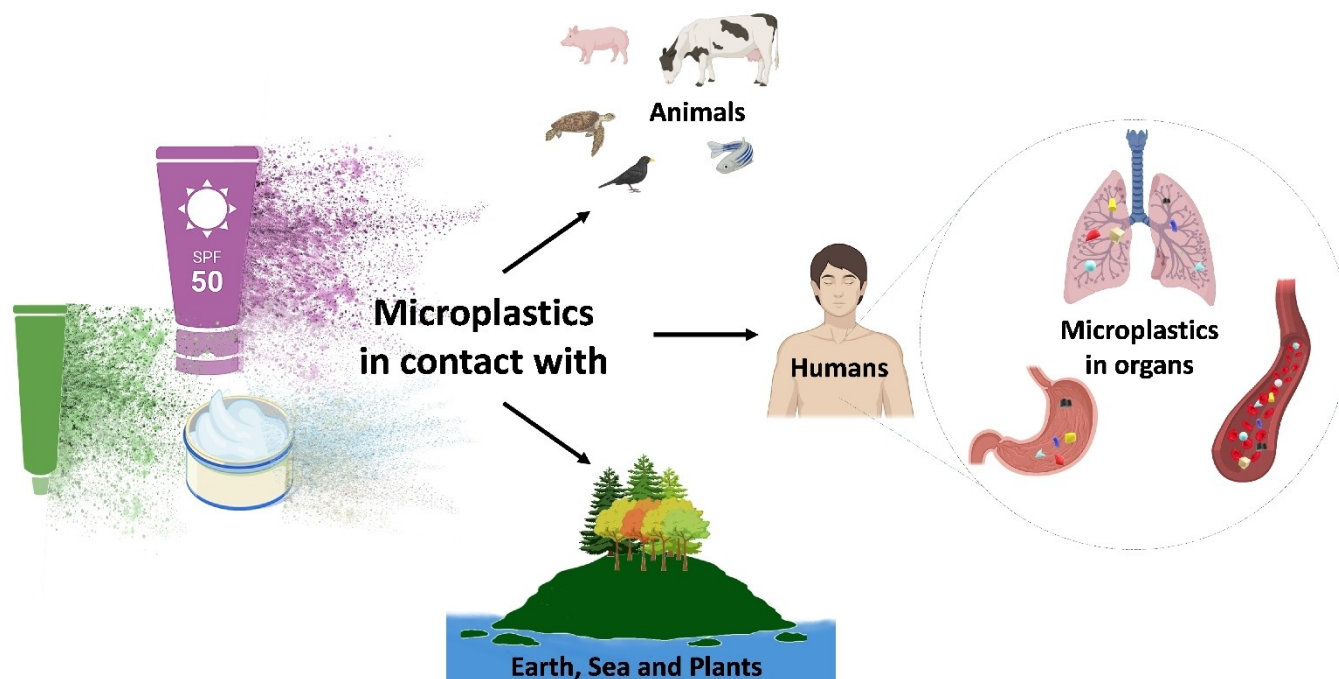 Animals
SPF
50
Microplastics
in contact with
Humans
Microplastics
in organs
Earth, Sea and Plants